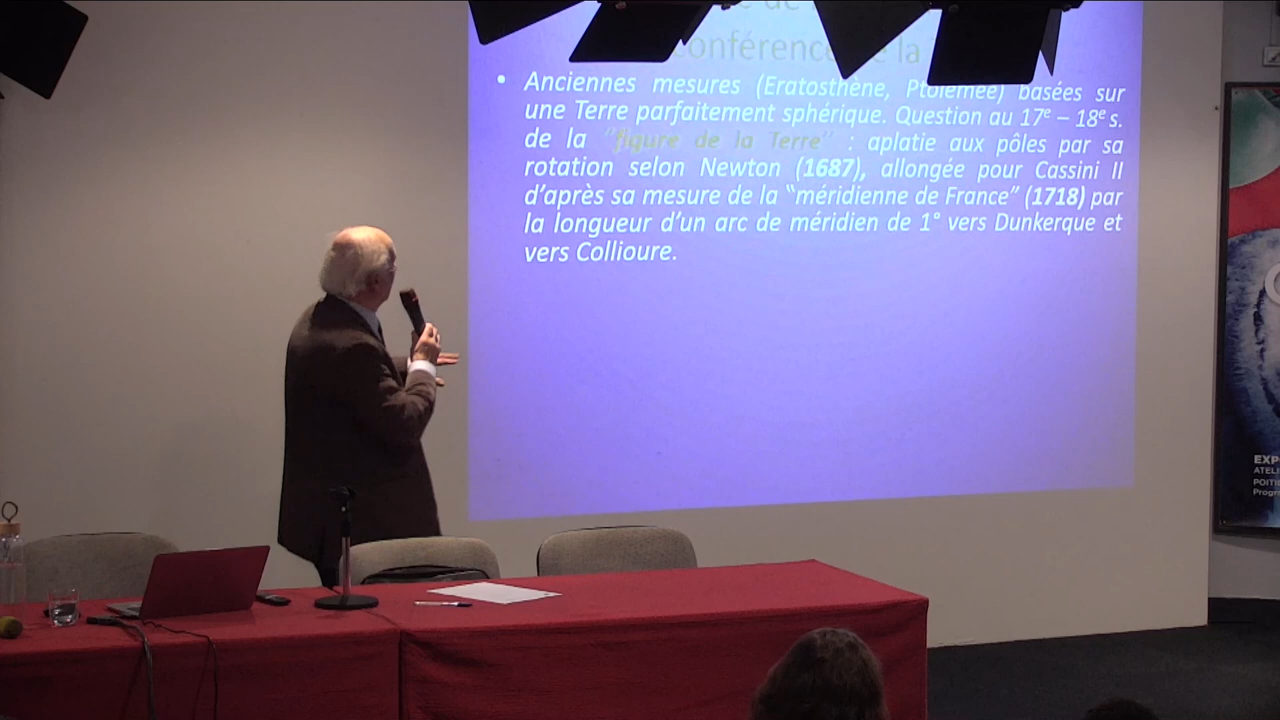 conférence la
• Anciennes mesures (Eratosthène, Ptolémée) basées sur
une Terre parfaitement sphérique. Question au 17e – 18e s.
de la "figure de la Terre" : aplatie aux pôles par sa
rotation selon Newton (1687), allongée pour Cassini II
d'après sa mesure de la "méridienne de France" (1718) par
la longueur d'un arc de méridien de 1° vers Dunkerque et
vers Collioure.
EXP
ATELI
POITI
Progr